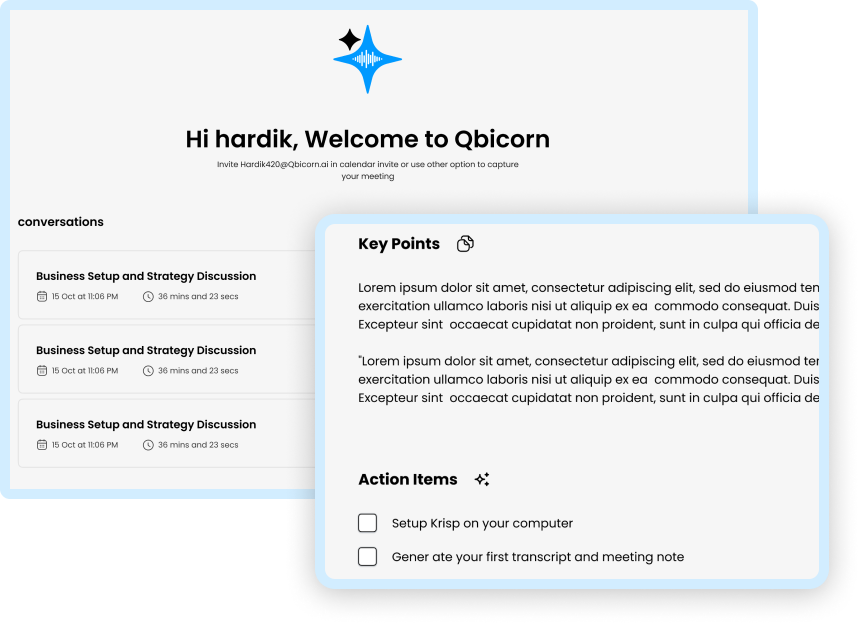 Hi hardik, Welcome to Qbicorn
Invite Hardik420@Qbicorn.ai in calendar invite or use other option to capture
your meeting
conversations
Business Setup and Strategy Discussion
15 Oct at 11:06 PM 36 mins and 23 secs
Business Setup and Strategy Discussion
15 Oct at 11:06 PM 36 mins and 23 secs
Business Setup and Strategy Discussion
15 Oct at 11:06 PM 36 mins and 23 secs
Key Points
Lorem ipsum dolor sit amet, consectetur adipiscing elit, sed do eiusmod
exercitation ullamco laboris nisi ut aliquip ex ea commodo consequat. Duis
Excepteur sint occaecat cupidatat non proident, sunt in culpa qui officia de
"Lorem ipsum dolor sit amet, consectetur adipiscing elit, sed do eiusmod
exercitation ullamco laboris nisi ut aliquip ex ea commodo consequat. Duis
Excepteur sint occaecat cupidatat non proident, sunt in culpa qui officia de
Action Items
Setup Krisp on your computer
Gener ate your first transcript and meeting note